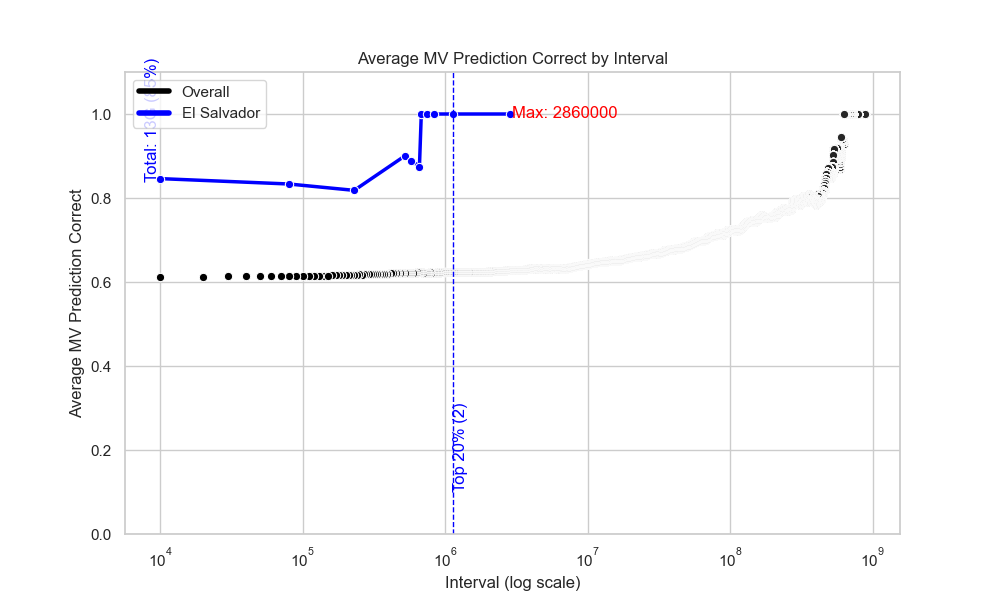 Average MV Prediction Correct by Interval
Overall
El Salvador
Max: 2860000
Top 20% (2)
Average MV Prediction Correct
1.0
0.8
0.6
0.4
0.2
0.0
10^4
10^5
10^6
10^7
10^8
10^9
Interval (log scale)
Total: